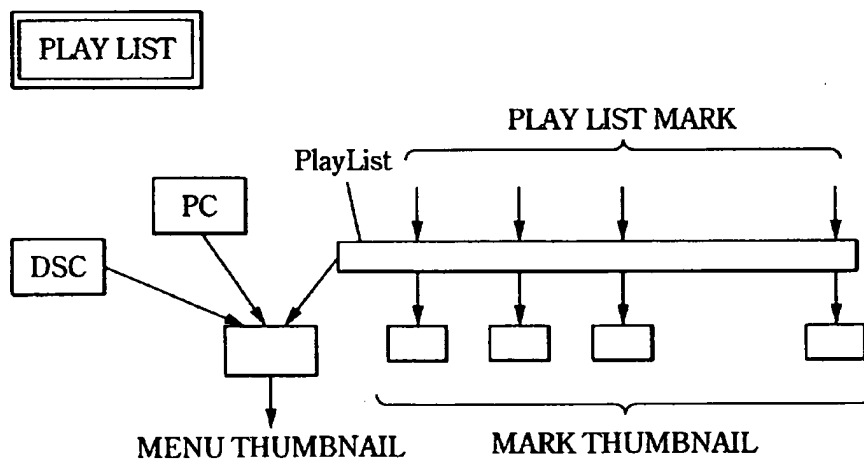 PLAY LIST
PLAY LIST MARK
PlayList
PC
DSC
MENU THUMBNAIL
MARK THUMBNAIL